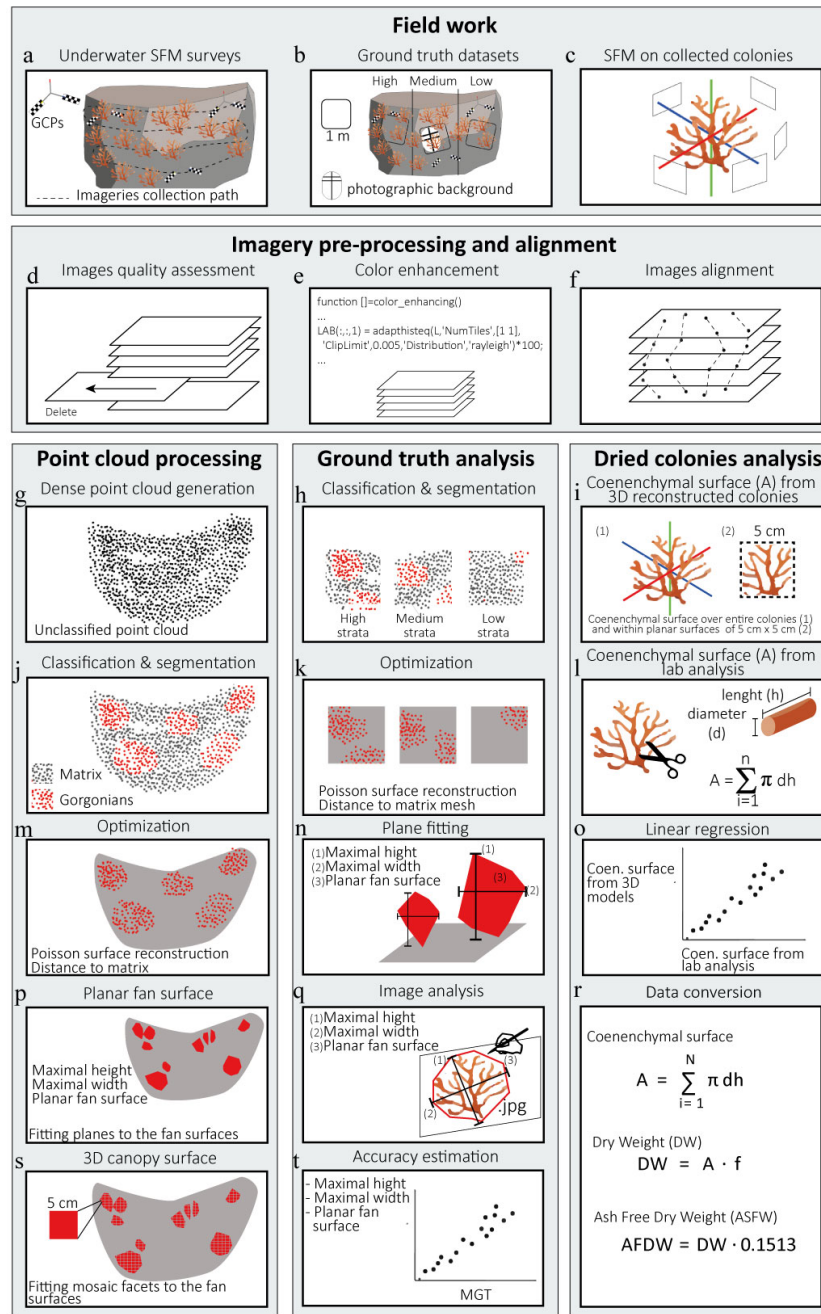 Field work
a Underwater SFM surveys
GCPs
Imageries collection path
b Ground truth datasets
High Medium Low
1 m
photographic background
c SFM on collected colonies
Imagery pre-processing and alignment
d Images quality assessment
Delete
e Color enhancement
function []=color_enhancing()
...
LAB(:,:,1) = adapthisteq(L,'NumTiles',[1 1],
'ClipLimit',0.005,'Distribution','rayleigh')*100;
...
f Images alignment
Point cloud processing
g Dense point cloud generation
Unclassified point cloud
j Classification & segmentation
Matrix
Gorgonians
m Optimization
Poisson surface reconstruction
Distance to matrix
p Planar fan surface
Maximal height
Maximal width
Planar fan surface
Fitting planes to the fan surfaces
s 3D canopy surface
5 cm
Fitting mosaic facets to the fan
surfaces
Ground truth analysis
h Classification & segmentation
High
strata
Medium
strata
Low
strata
k Optimization
Poisson surface reconstruction
Distance to matrix mesh
n Plane fitting
(1)Maximal hight
(2)Maximal width
(3)Planar fan surface
(1)
(3)
(2)
q Image analysis
(1)Maximal hight
(2)Maximal width
(3)Planar fan surface
(1)
(3)
(2)
.jpg
t Accuracy estimation
- Maximal hight
- Maximal width
- Planar fan
surface
MGT
Dried colonies analysis
i Coenenchymal surface (A) from
3D reconstructed colonies
(1) (2) 5 cm
Coenenchymal surface over entire colonies (1)
and within planar surfaces of 5 cm x 5 cm (2)
l Coenenchymal surface (A) from
lab analysis
lenght (h)
diameter
(d)
n
A = ∑ π dh
i=1
o Linear regression
Coen. surface
from 3D
models
Coen. surface from
lab analysis
r Data conversion
Coenenchymal surface
N
A = ∑ π dh
i= 1
Dry Weight (DW)
DW = A · f
Ash Free Dry Weight (ASFW)
AFDW = DW · 0.1513